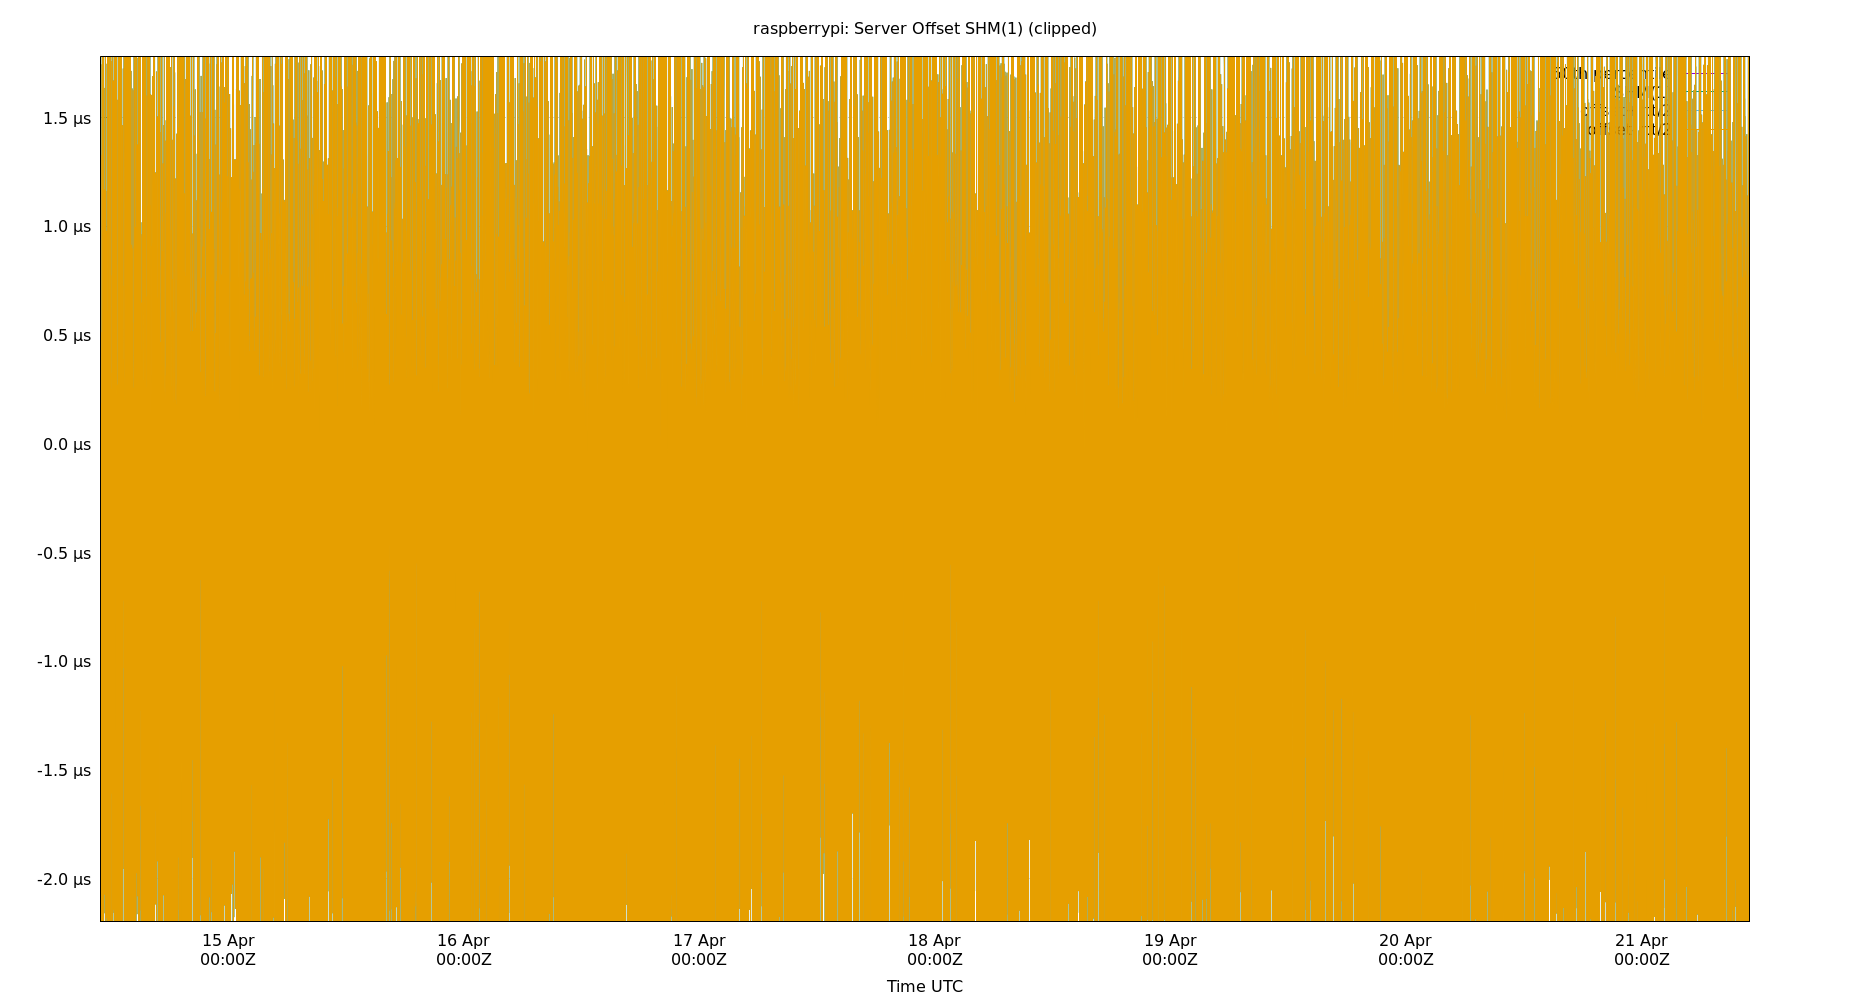 raspberrypi: Server Offset SHM(1) (clipped)
1.5 µs
1.0 µs
0.5 µs
0.0 µs
-0.5 µs
-1.0 µs
-1.5 µs
-2.0 µs
15 Apr 16 Apr 17 Apr 18 Apr 19 Apr 20 Apr 21 Apr
00:00Z 00:00Z 00:00Z 00:00Z 00:00Z 00:00Z 00:00Z
Time UTC